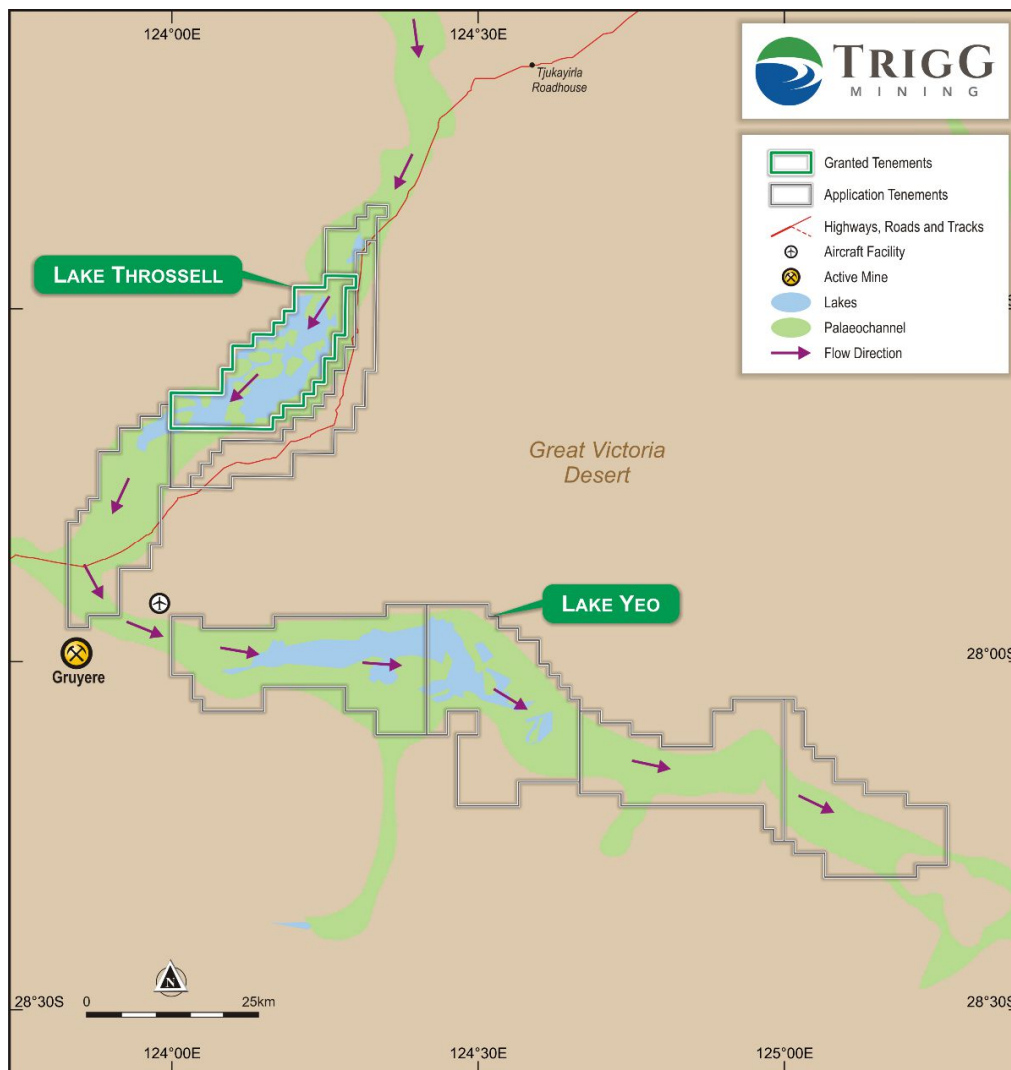 124°00E
124°30E
TRIGG
MINING
Tjukayirla
Roadhouse
Granted Tenements
Application Tenements
Highways, Roads and Tracks
Aircraft Facility
Active Mine
Lakes
Palaeochannel
Flow Direction
LAKE THROSSELL
Great Victoria
Desert
LAKE YEO
Gruyere
28°00S
N
0
25km
28°30S
28°30S
124°00E
124°30E
125°00E